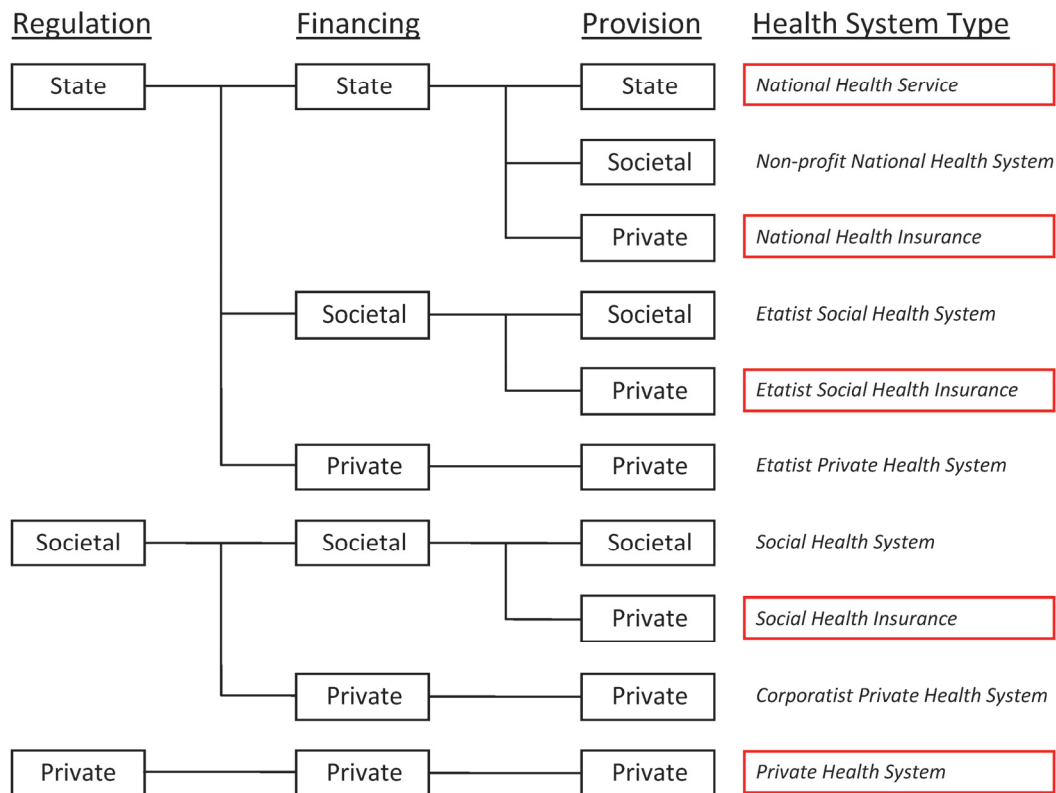 Regulation Financing Provision Health System Type
State State State National Health Service
Societal Non-profit National Health System
Private National Health Insurance
Societal Societal Etatist Social Health System
Private Etatist Social Health Insurance
Private Private Etatist Private Health System
Societal Societal Societal Social Health System
Private Social Health Insurance
Private Private Corporatist Private Health System
Private Private Private Private Health System